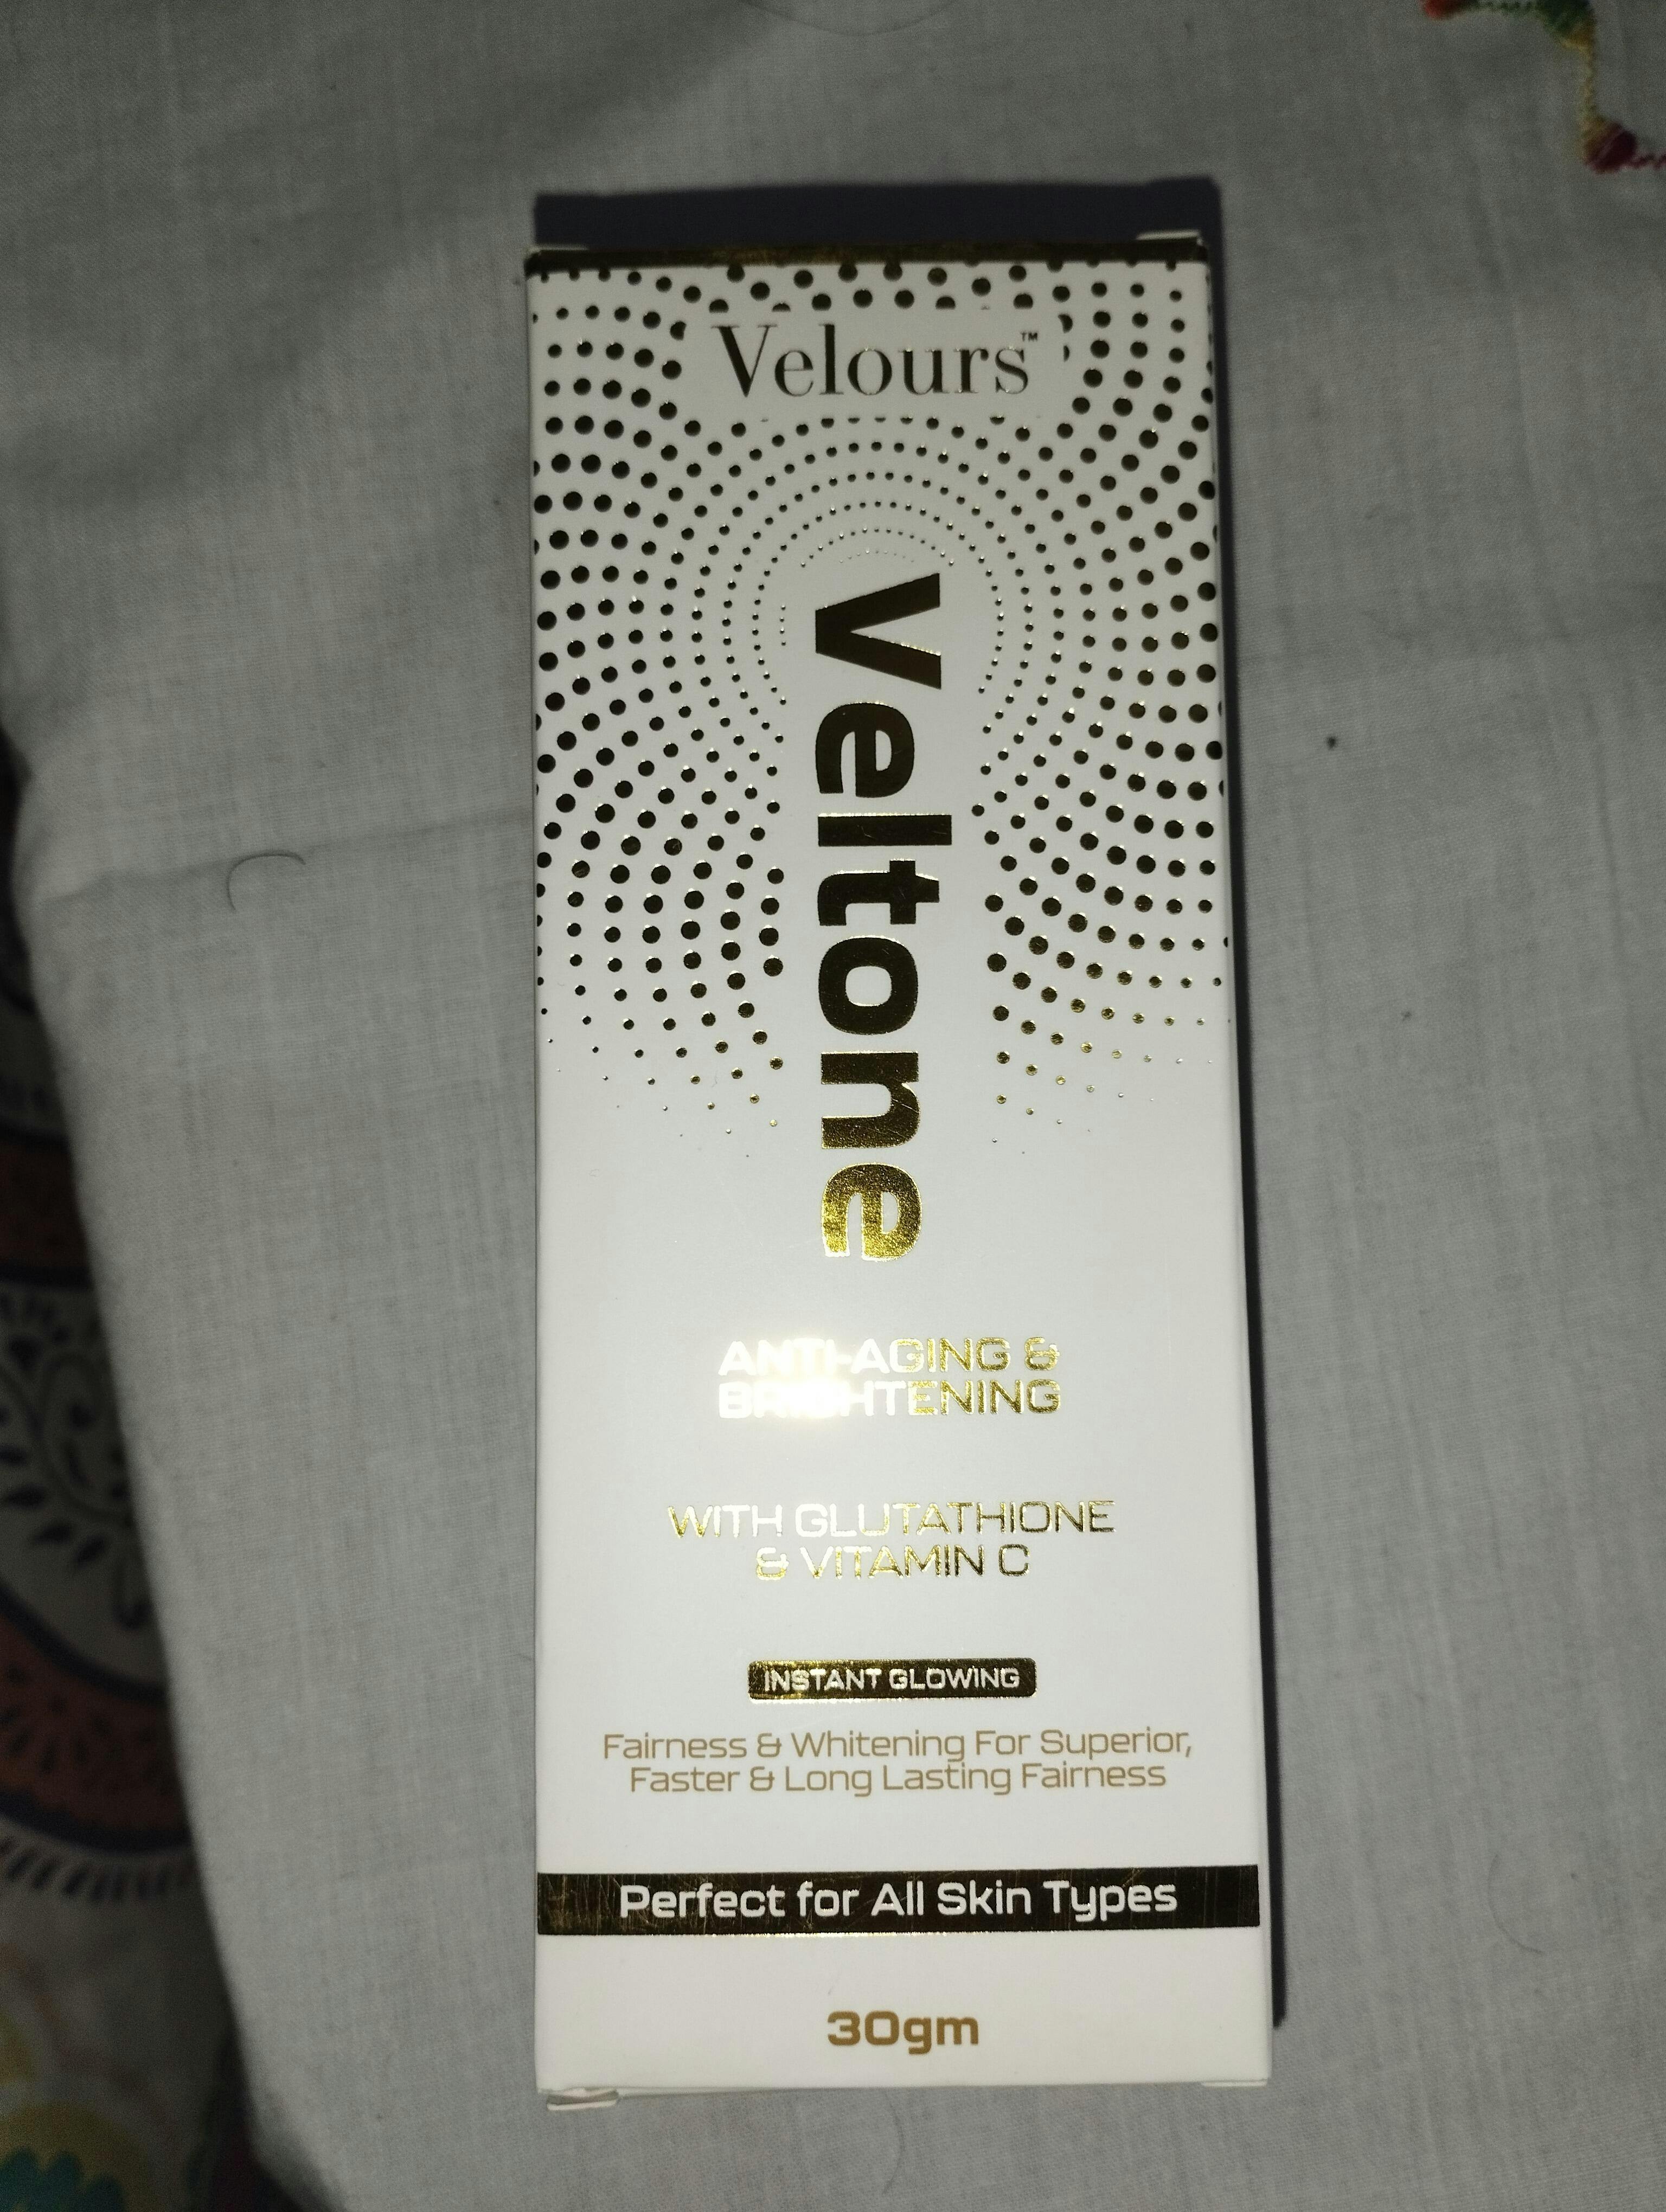 Velours™
Veltone
ANTI-AGING &
BRIGHTENING
WITH GLUTATHIONE
& VITAMIN C
INSTANT GLOWING
Fairness & Whitening For Superior,
Faster & Long Lasting Fairness
Perfect for All Skin Types
30gm